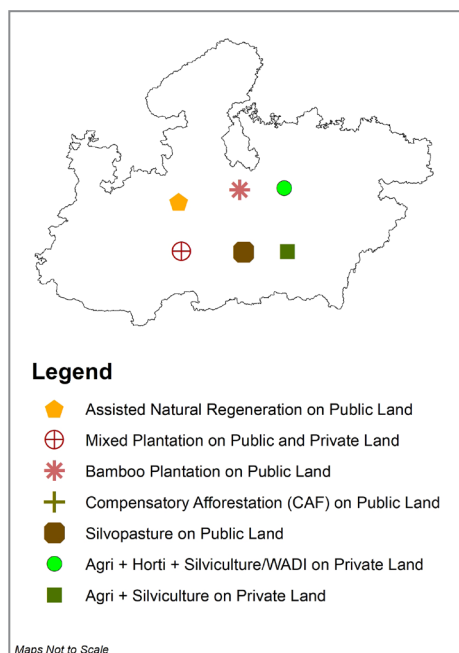 Legend
Assisted Natural Regeneration on Public Land
Mixed Plantation on Public and Private Land
Bamboo Plantation on Public Land
Compensatory Afforestation (CAF) on Public Land
Silvopasture on Public Land
Agri + Horti + Silviculture/WADI on Private Land
Agri + Silviculture on Private Land
Maps Not to Scale